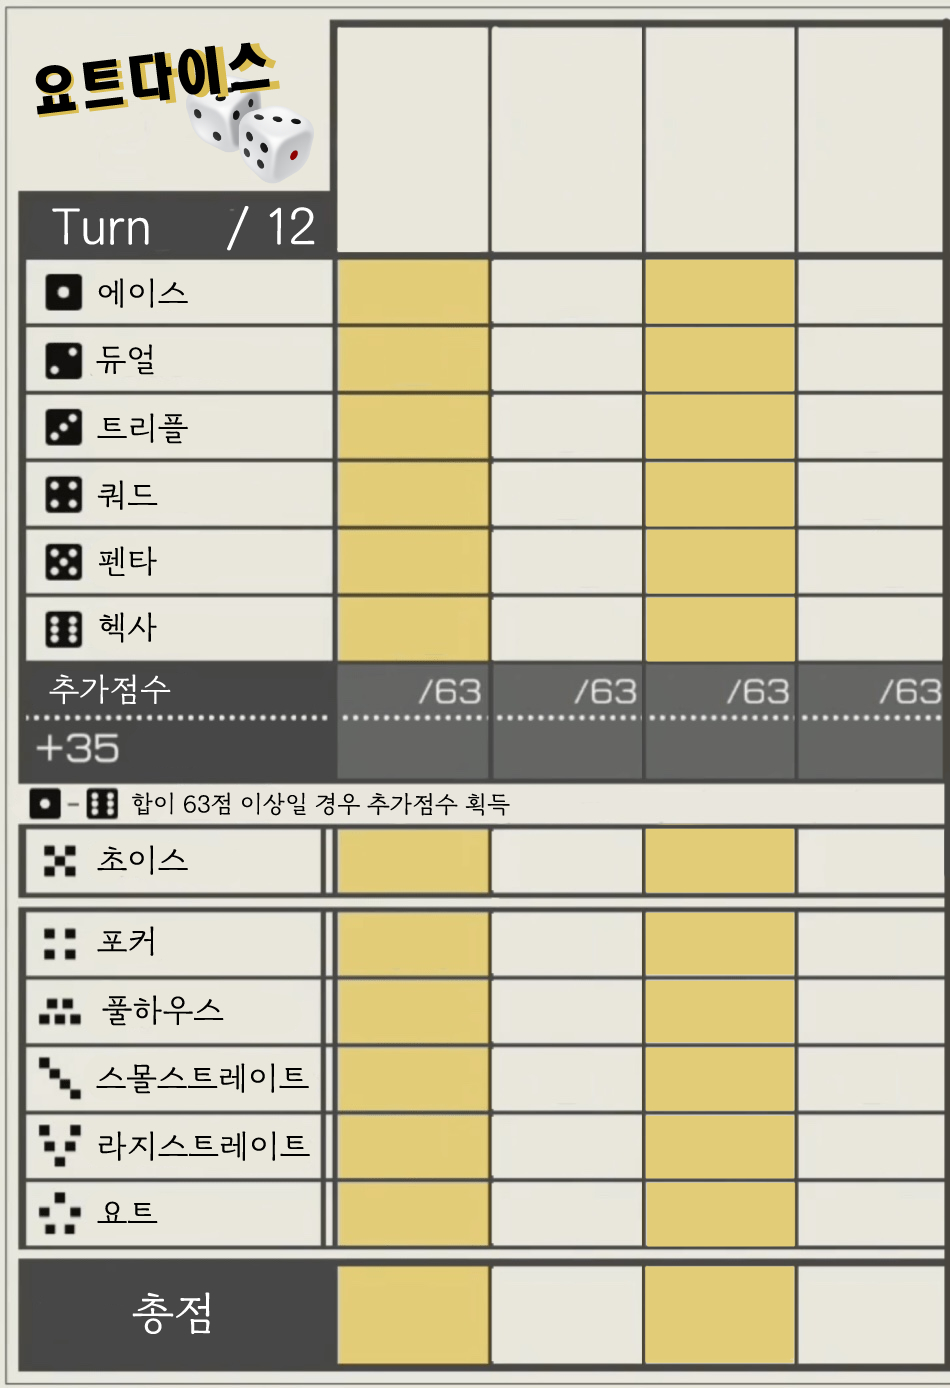 요트다이스
Turn / 12
에이스
듀얼
트리플
쿼드
펜타
헥사
추가점수 /63 /63 /63 /63
+35
- 합이 63점 이상일 경우 추가점수 획득
초이스
포커
풀하우스
스몰스트레이트
라지스트레이트
요트
총점